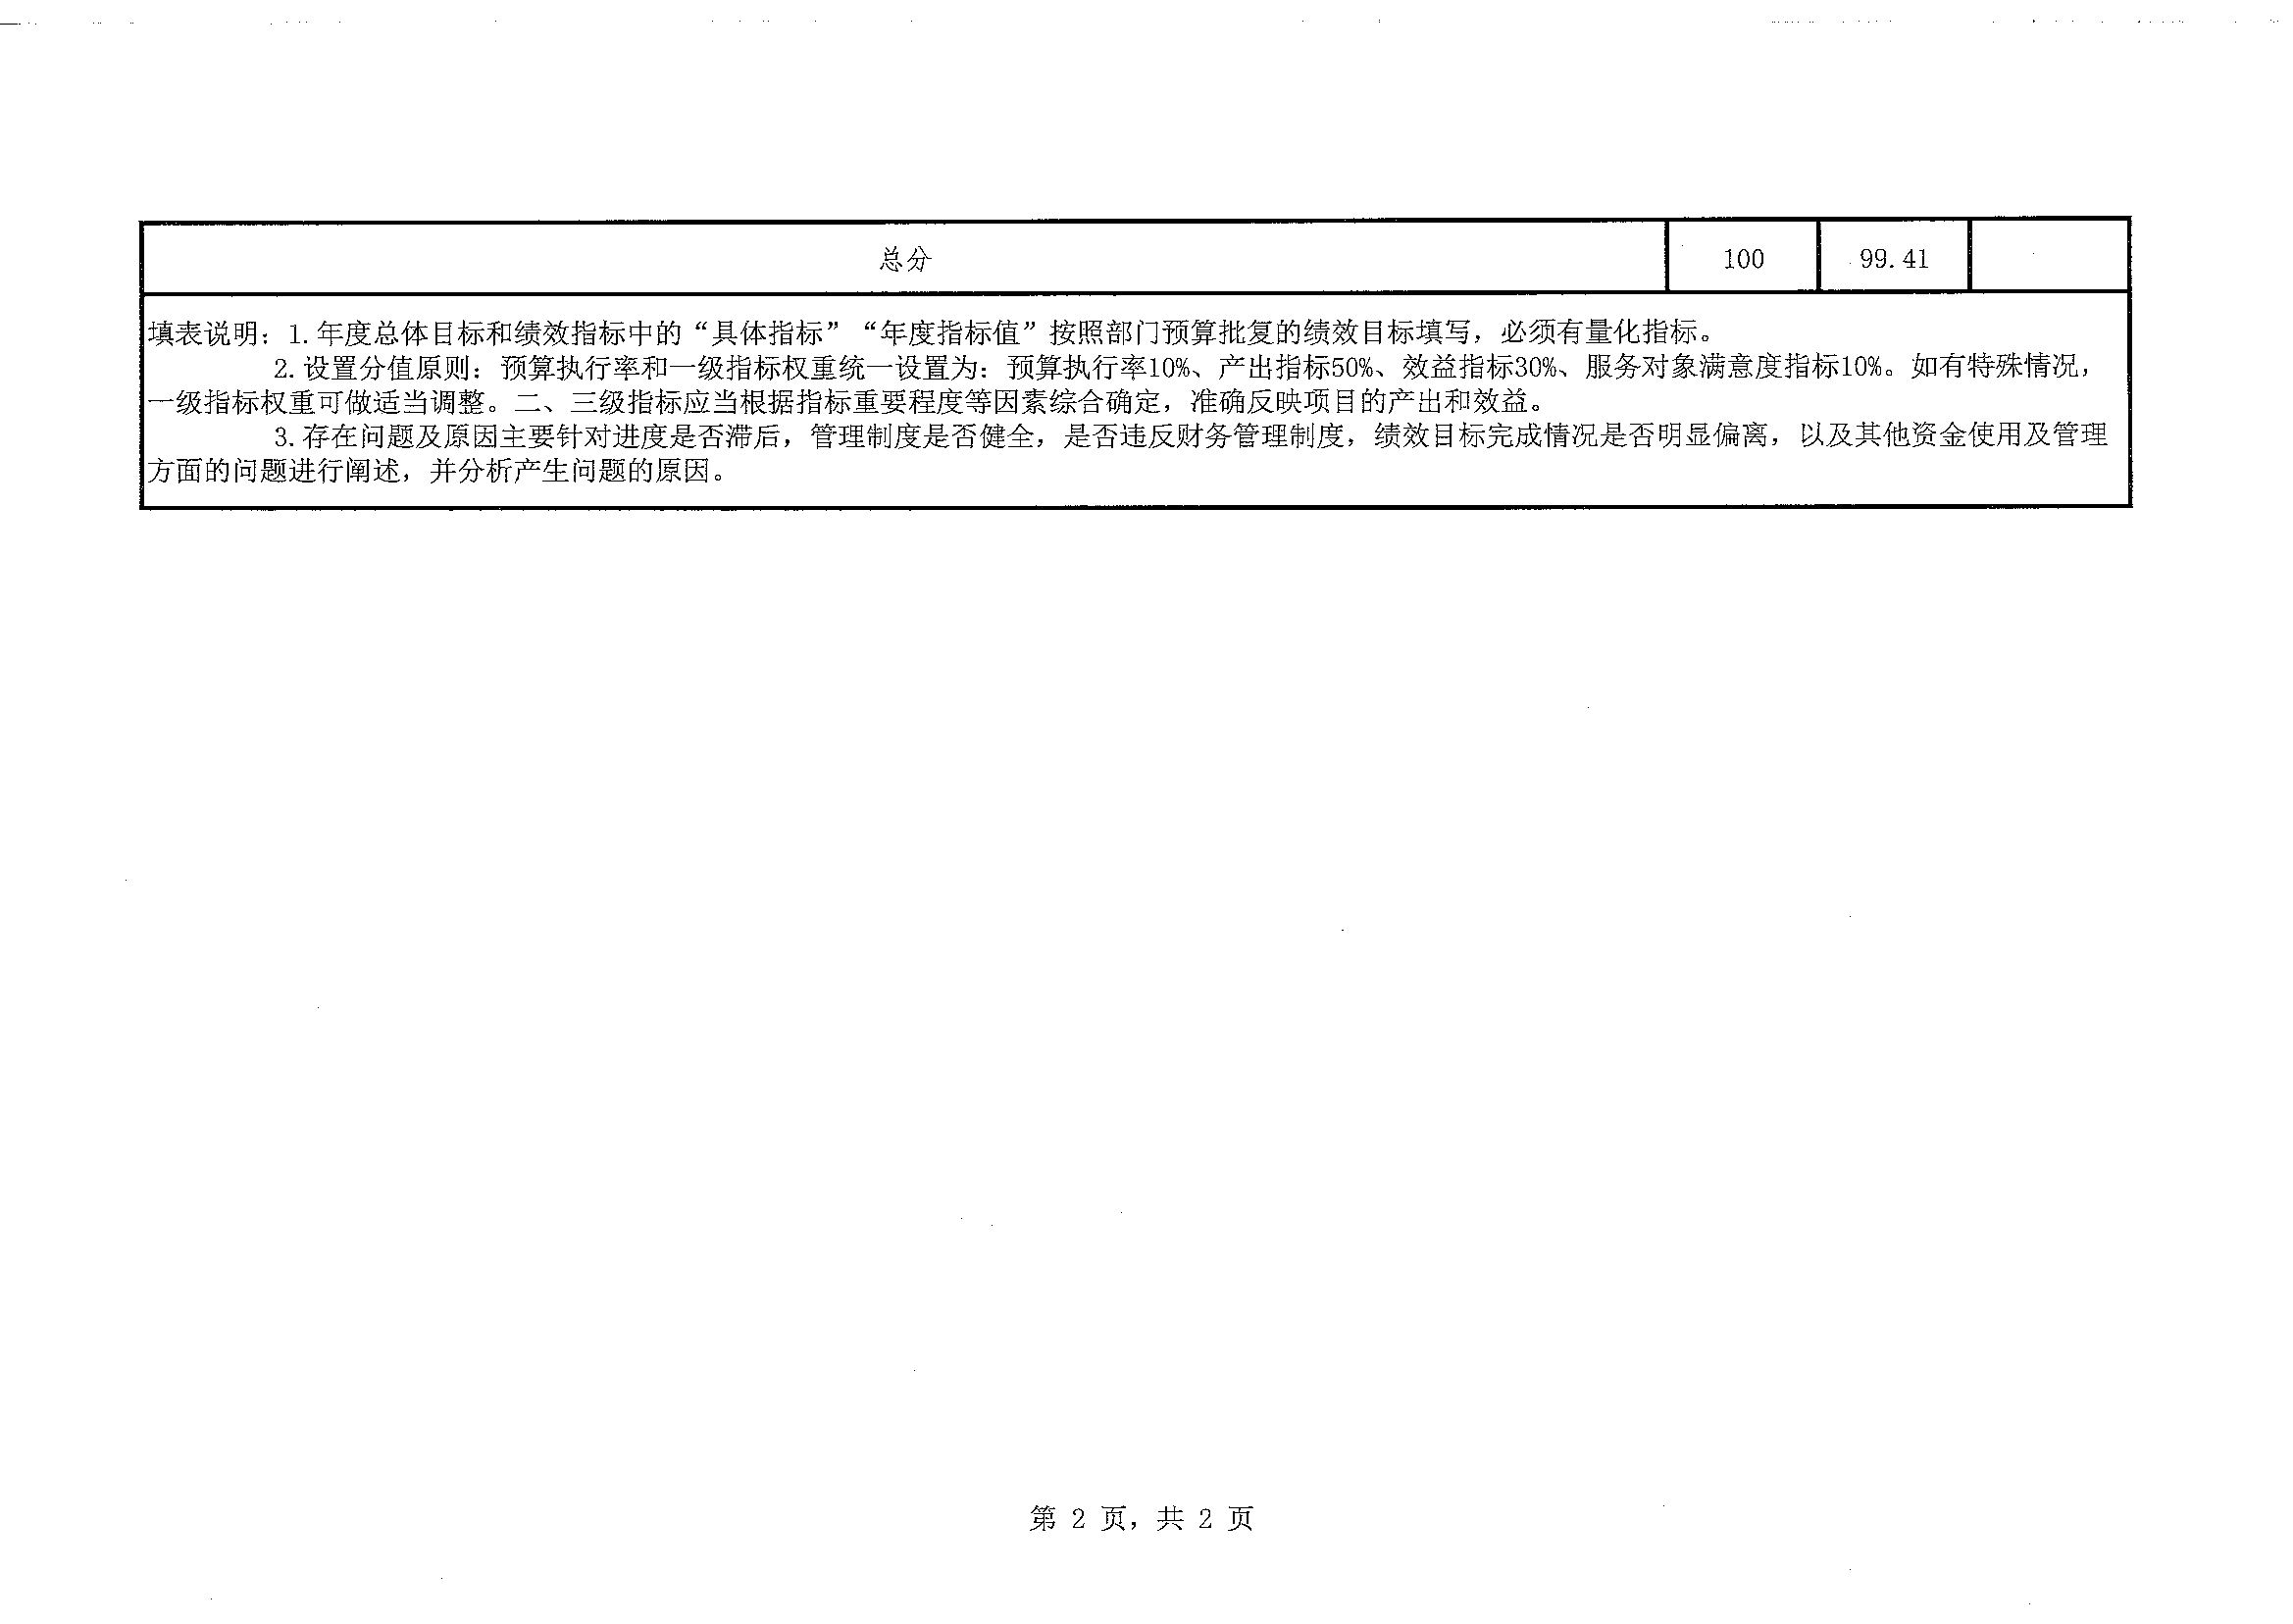 总分 100 99.41
填表说明：1.年度总体目标和绩效指标中的“具体指标”“年度指标值”按照部门预算批复的绩效目标填写，必须有量化指标。
2.设置分值原则：预算执行率和一级指标权重统一设置为：预算执行率10%、产出指标50%、效益指标30%、服务对象满意度指标10%。如有特殊情况，
一级指标权重可做适当调整。二、三级指标应当根据指标重要程度等因素综合确定，准确反映项目的产出和效益。
3.存在问题及原因主要针对进度是否滞后，管理制度是否健全，是否违反财务管理制度，绩效目标完成情况是否明显偏离，以及其他资金使用及管理
方面的问题进行阐述，并分析产生问题的原因。
第 2 页，共 2 页